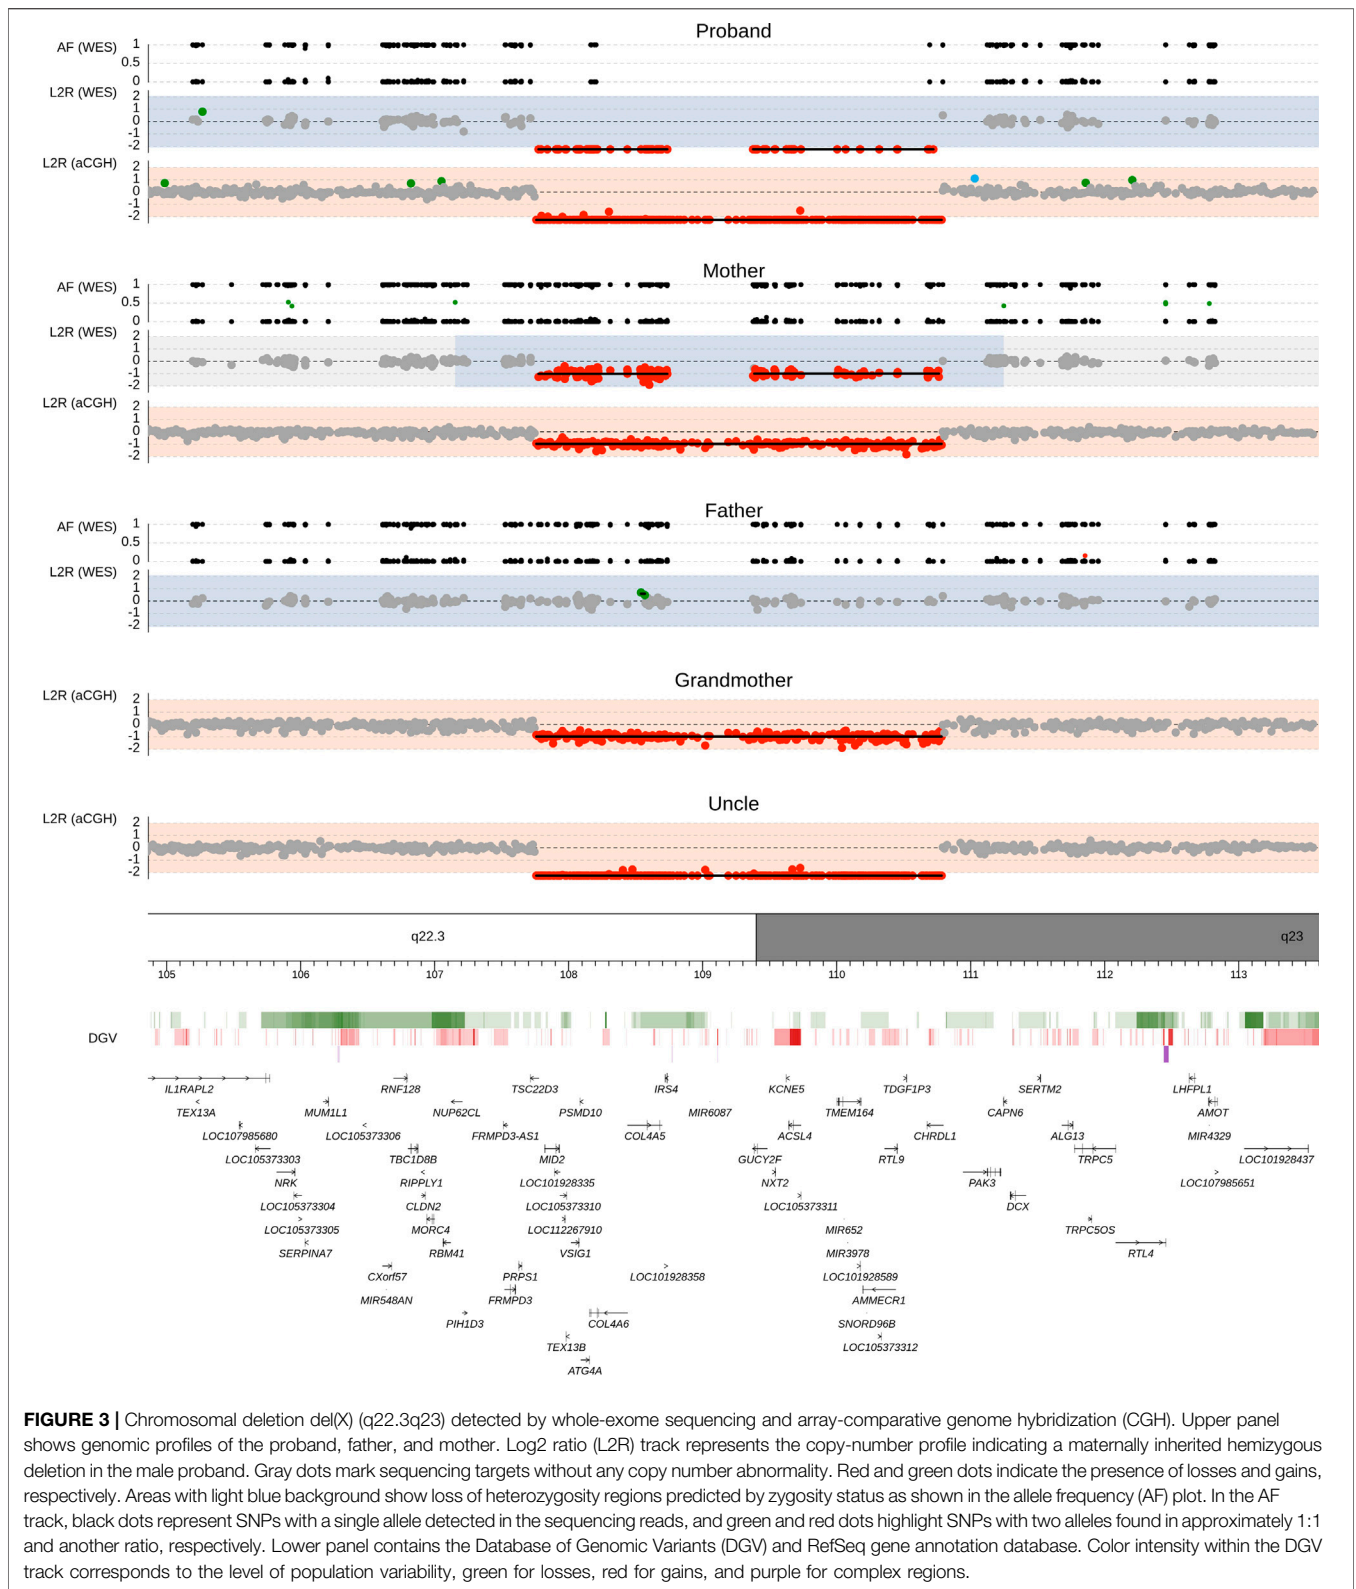 Proband
AF (WES)
1
0.5
0
L2R (WES)
2
1
0
-1
-2
L2R (aCGH)
2
1
0
-1
-2
Mother
AF (WES)
1
0.5
0
L2R (WES)
2
1
0
-1
-2
L2R (aCGH)
2
1
0
-1
-2
Father
AF (WES)
1
0.5
0
L2R (WES)
2
1
0
-1
-2
Grandmother
L2R (aCGH)
2
1
0
-1
-2
Uncle
L2R (aCGH)
2
1
0
-1
-2
q22.3 q23
105 106 107 108 109 110 111 112 113
DGV
IL1RAPL2 RNF128 TSC22D3 IRS4 KCNE5 TDGF1P3 SERTM2 LHFPL1
TEX13A MUM1L1 NUP62CL PSMD10 MIR6087 TMEM164 CAPN6 AMOT
LOC107985680 LOC105373306 FRMPD3-AS1 COL4A5 ACSL4 CHRDL1 ALG13 MIR4329
LOC105373303 TBC1D8B MID2 GUCY2F RTL9 TRPC5 LOC101928437
NRK RIPPLY1 LOC101928335 NXT2 PAK3 LOC107985651
LOC105373304 CLDN2 LOC105373310 LOC105373311 DCX
LOC105373305 MORC4 LOC112267910 MIR652 TRPC5OS
SERPINA7 RBM41 VSIG1 MIR3978 RTL4
CXorf57 PRPS1 LOC101928358 LOC101928589
MIR548AN FRMPD3 AMMECR1
PIH1D3 COL4A6 SNORD96B
TEX13B LOC105373312
ATG4A
FIGURE 3 | Chromosomal deletion del(X) (q22.3q23) detected by whole-exome sequencing and array-comparative genome hybridization (CGH). Upper panel
shows genomic profiles of the proband, father, and mother. Log2 ratio (L2R) track represents the copy-number profile indicating a maternally inherited hemizygous
deletion in the male proband. Gray dots mark sequencing targets without any copy number abnormality. Red and green dots indicate the presence of losses and gains,
respectively. Areas with light blue background show loss of heterozygosity regions predicted by zygosity status as shown in the allele frequency (AF) plot. In the AF
track, black dots represent SNPs with a single allele detected in the sequencing reads, and green and red dots highlight SNPs with two alleles found in approximately 1:1
and another ratio, respectively. Lower panel contains the Database of Genomic Variants (DGV) and RefSeq gene annotation database. Color intensity within the DGV
track corresponds to the level of population variability, green for losses, red for gains, and purple for complex regions.